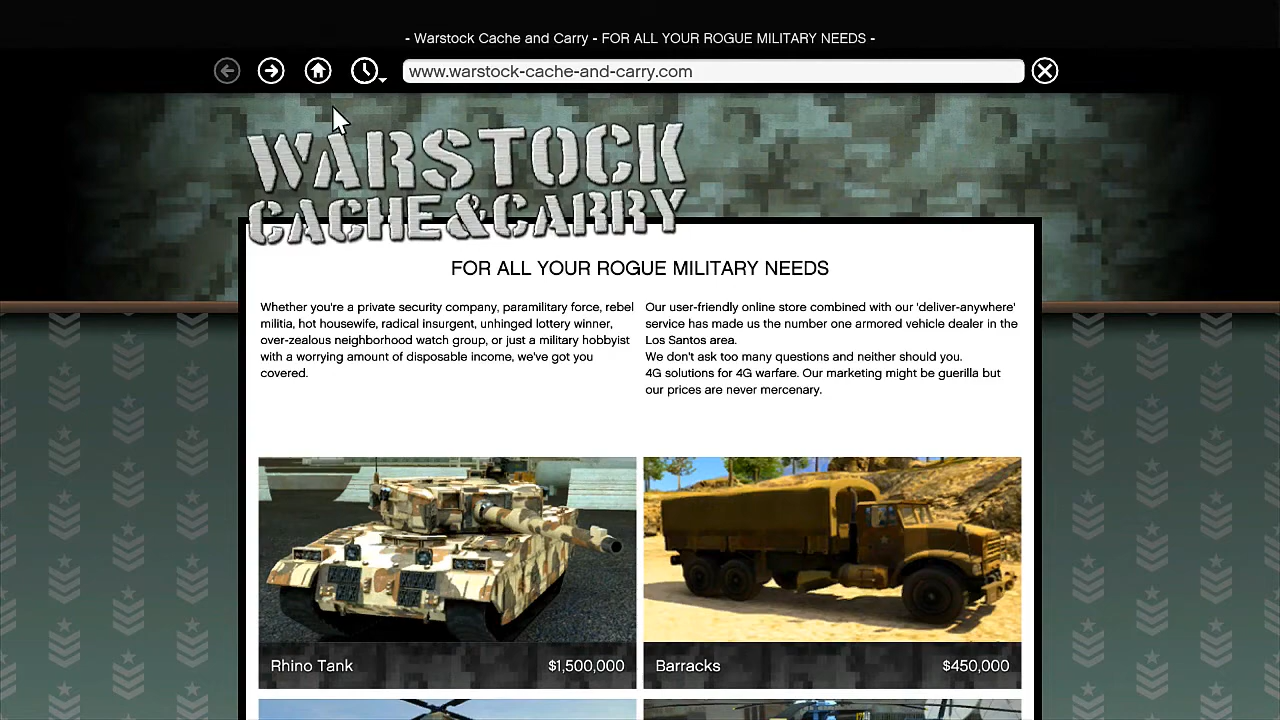 - Warstock Cache and Carry - FOR ALL YOUR ROGUE MILITARY NEEDS -
www.warstock-cache-and-carry.com
WARSTOCK
CACHE&CARRY
FOR ALL YOUR ROGUE MILITARY NEEDS
Whether you're a private security company, paramilitary force, rebel
militia, hot housewife, radical insurgent, unhinged lottery winner,
over-zealous neighborhood watch group, or just a military hobbyist
with a worrying amount of disposable income, we've got you
covered.
Our user-friendly online store combined with our 'deliver-anywhere'
service has made us the number one armored vehicle dealer in the
Los Santos area.
We don't ask too many questions and neither should you.
4G solutions for 4G warfare. Our marketing might be guerilla but
our prices are never mercenary.
Rhino Tank $1,500,000
Barracks $450,000